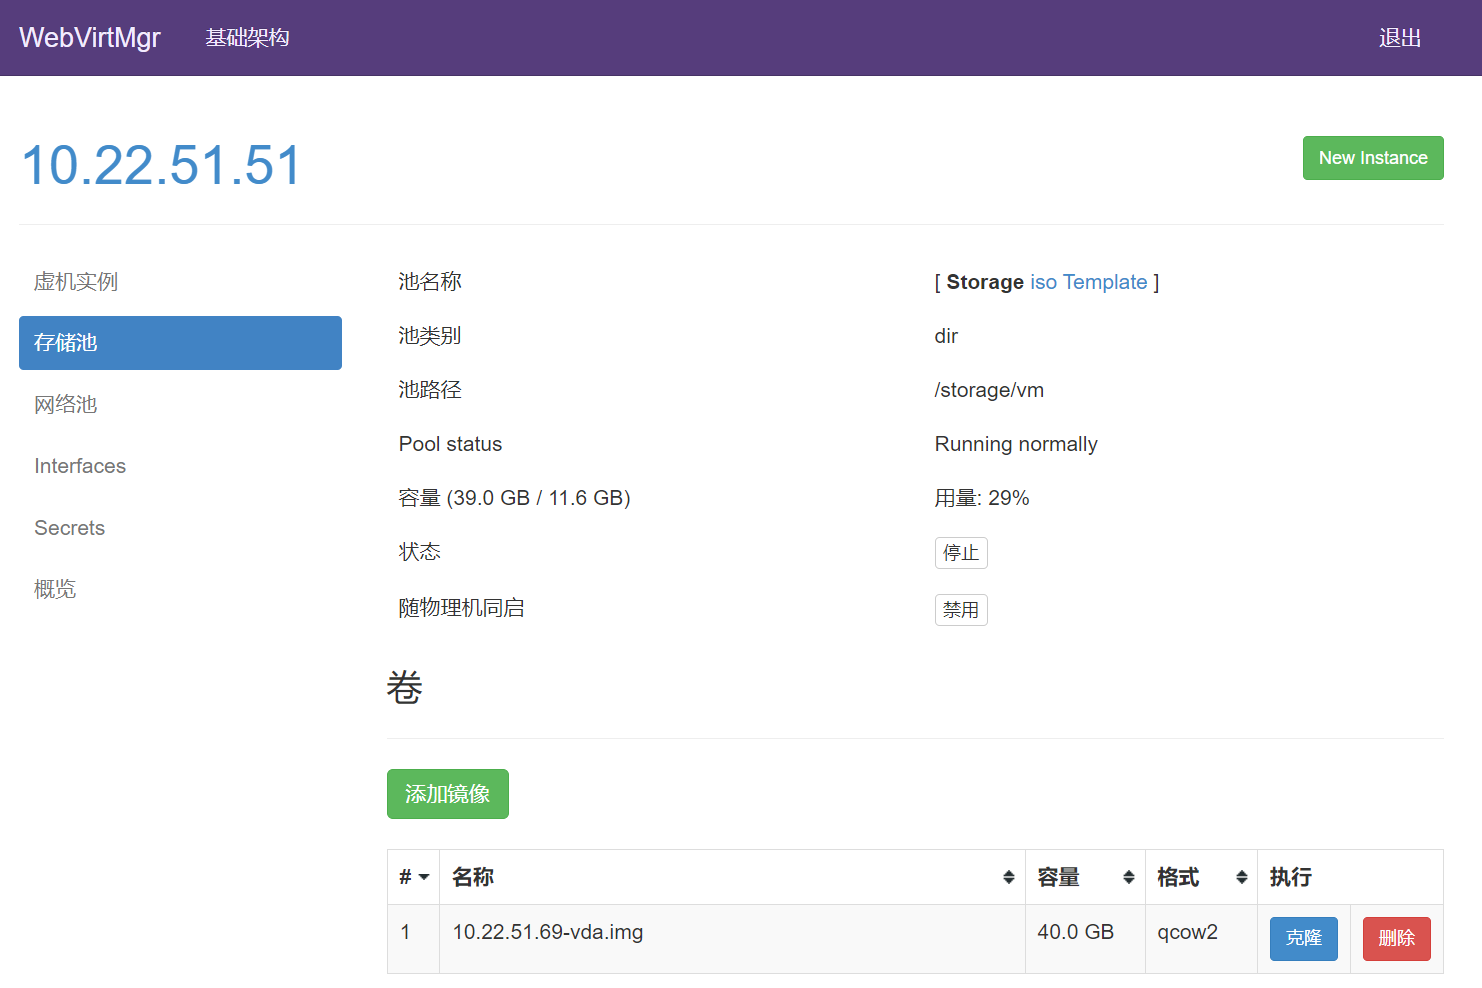 WebVirtMgr 基础架构 退出
10.22.51.51 New Instance
虚机实例
存储池
网络池
Interfaces
Secrets
概览
池名称 [ Storage iso Template ]
池类别 dir
池路径 /storage/vm
Pool status Running normally
容量 (39.0 GB / 11.6 GB) 用量: 29%
状态 停止
随物理机同启 禁用
卷
添加镜像
# 名称 容量 格式 执行
1 10.22.51.69-vda.img 40.0 GB qcow2 克隆 删除